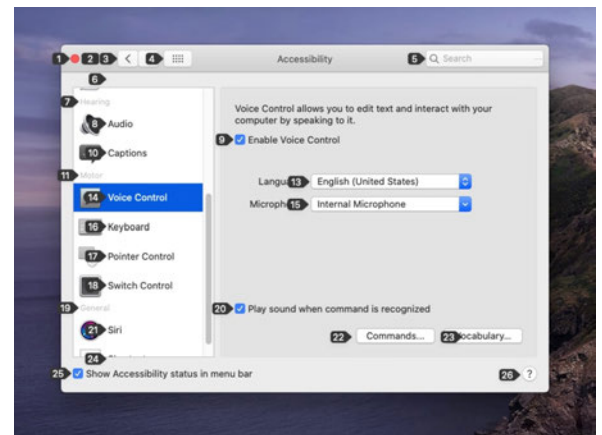 1 2 3 4 Accessibility 5 Search
6
7 Hearing
8 Audio
10 Captions
11 Motor
14 Voice Control
16 Keyboard
17 Pointer Control
18 Switch Control
19 General
21 Siri
24
25 Show Accessibility status in menu bar
Voice Control allows you to edit text and interact with your
computer by speaking to it.
9 Enable Voice Control
13 English (United States)
15 Internal Microphone
20 Play sound when command is recognized
22 Commands...
23 ocabulary...
26 ?